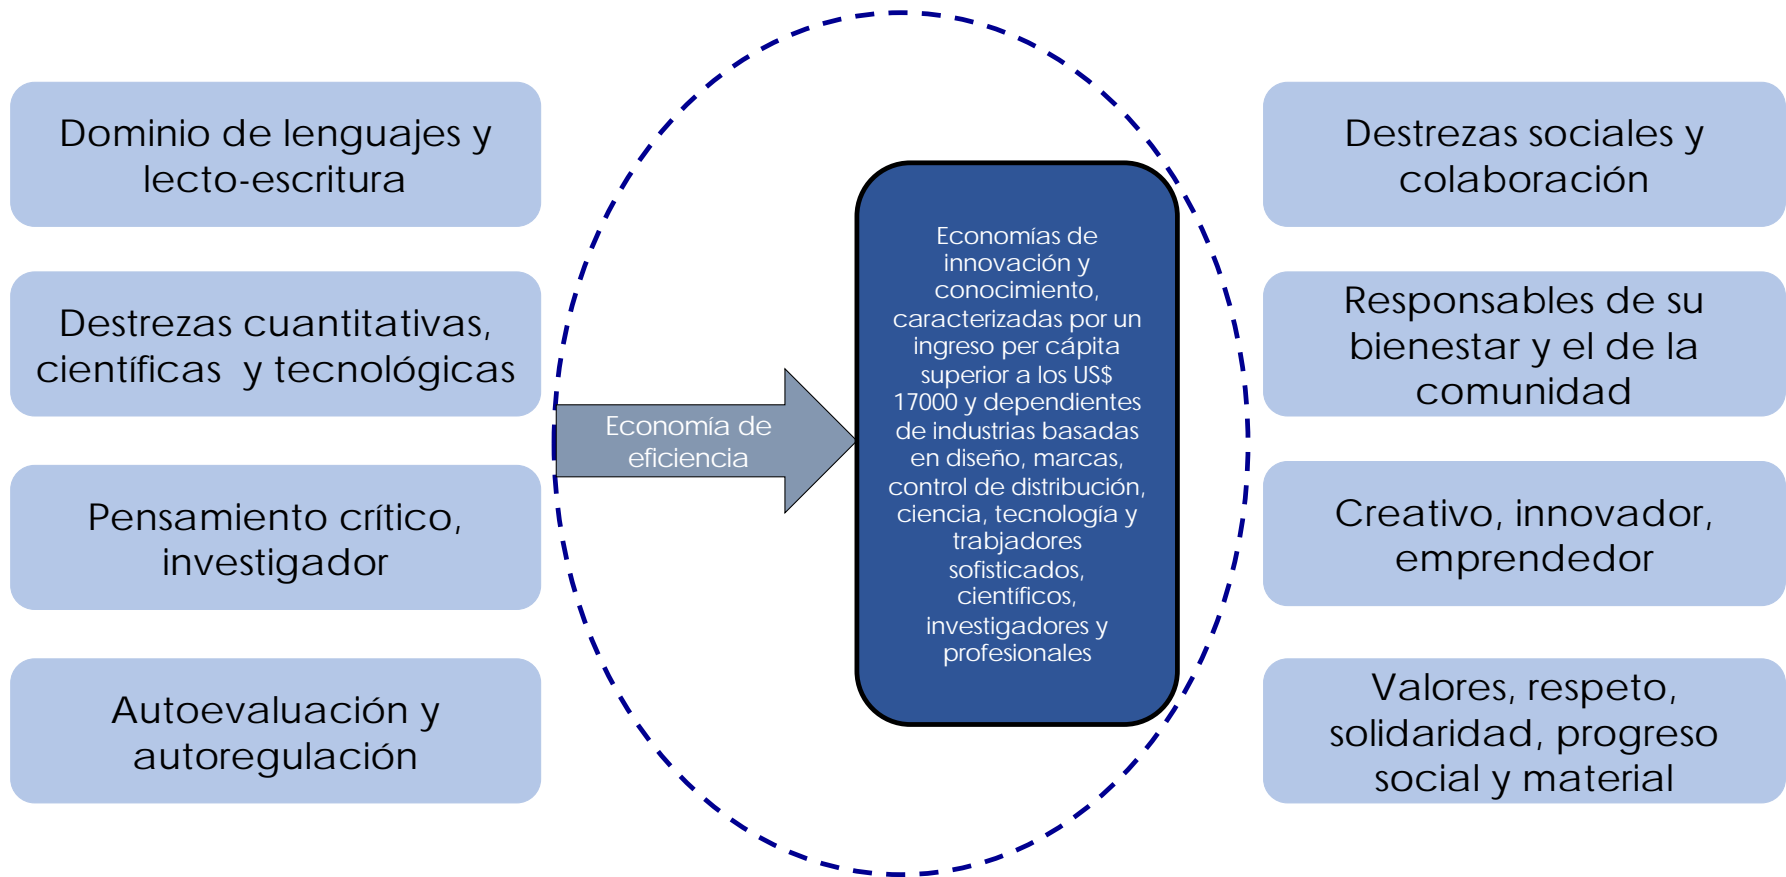 Dominio de lenguajes y
lecto-escritura
Destrezas cuantitativas,
científicas  y tecnológicas
Pensamiento crítico,
investigador
Autoevaluación y
autoregulación
Economía de
eficiencia
Economías de
innovación y
conocimiento,
caracterizadas por un
ingreso per cápita
superior a los US$
17000 y dependientes
de industrias basadas
en diseño, marcas,
control de distribución,
ciencia, tecnología y
trabjadores
sofisticados,
científicos,
investigadores y
profesionales
Destrezas sociales y
colaboración
Responsables de su
bienestar y el de la
comunidad
Creativo, innovador,
emprendedor
Valores, respeto,
solidaridad, progreso
social y material